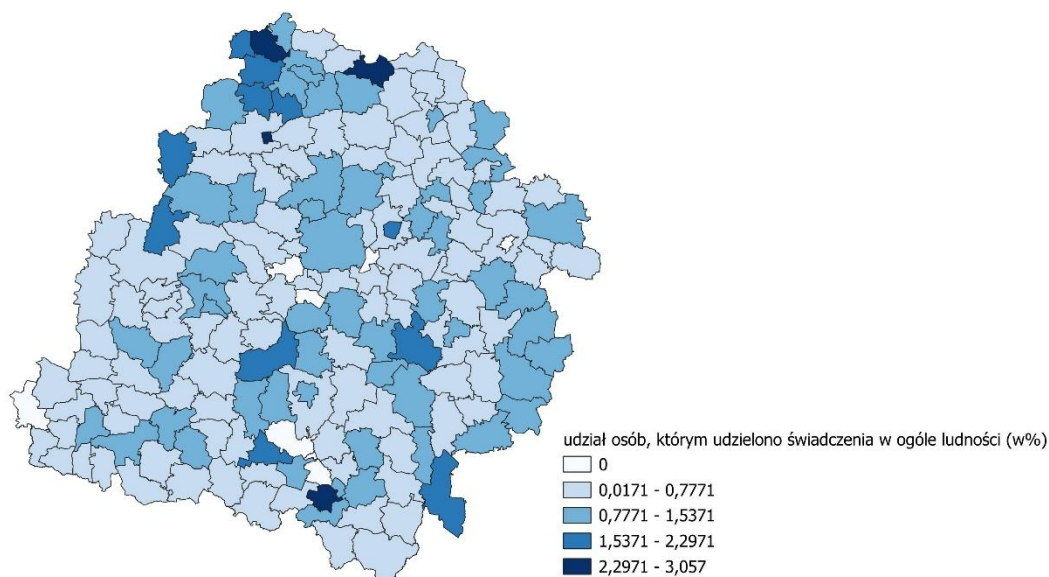 udział osób, którym udzielono świadczenia w ogóle ludności (w%)
0
0,0171 - 0,7771
0,7771 - 1,5371
1,5371 - 2,2971
2,2971 - 3,057